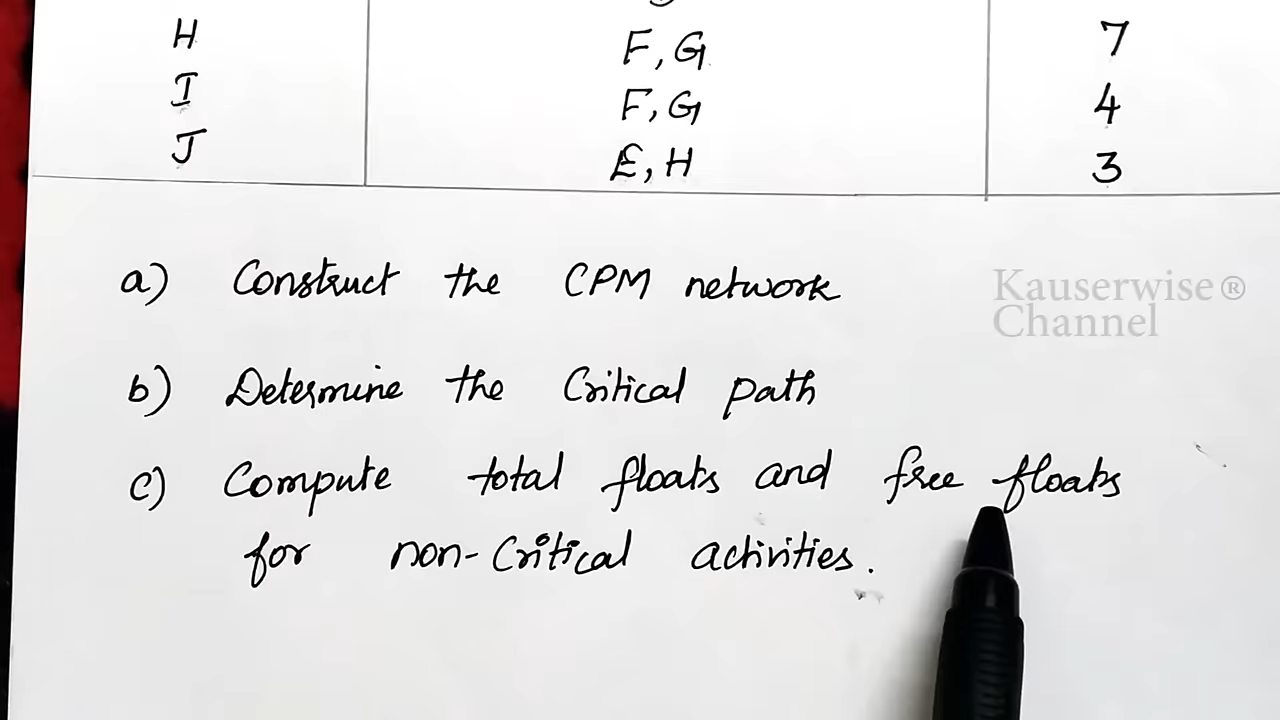 H F, G 7
I F, G 4
J E, H 3
a) Construct the CPM network
Kauserwise®
Channel
b) Determine the Critical path
c) Compute total floats and free floats
for non-Critical activities.